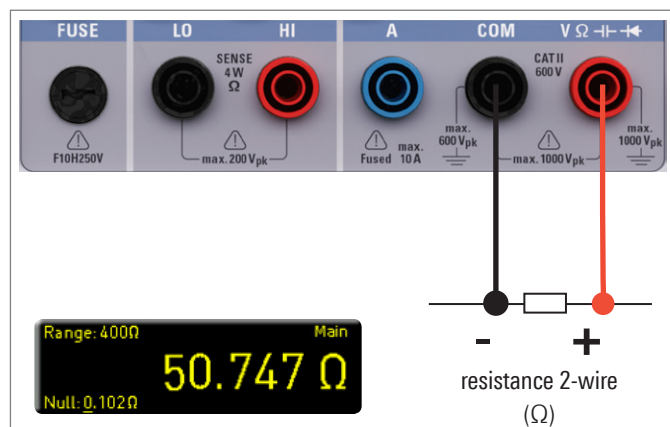 FUSE LO HI A COM V Ω ⊣⊢ ⯈|
SENSE
4 W
Ω
CAT II
600 V
F10H250V
max. 200 Vpk
max.
Fused 10 A
max.
600 Vpk
max. 1000 Vpk
max.
1000 Vpk
Range: 400Ω Main
50.747 Ω
Null: 0.102Ω
- +
resistance 2-wire
(Ω)